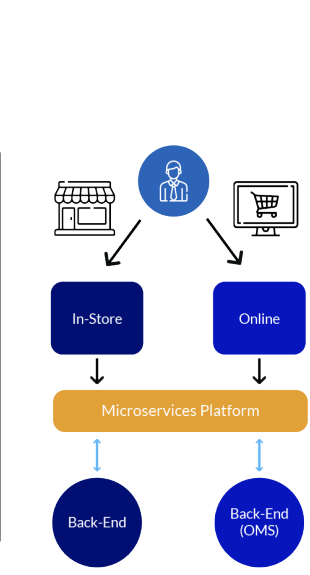 In-Store
Online
Microservices Platform
Back-End
Back-End
(OMS)